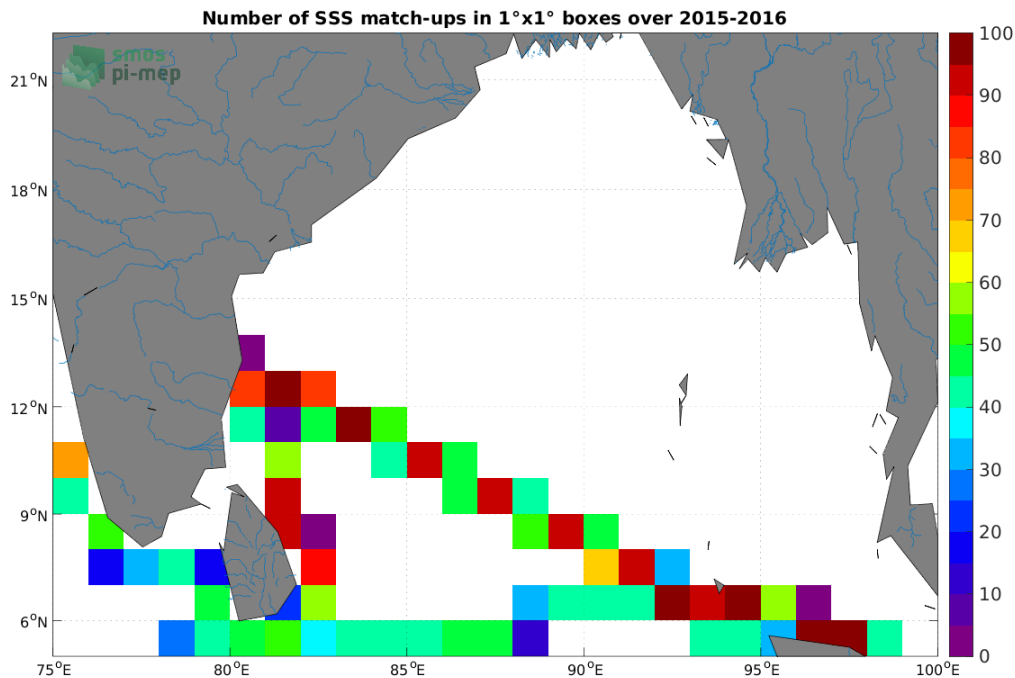 Number of SSS match-ups in 1°x1° boxes over 2015-2016
smos
pi-mep
21°N
18°N
15°N
12°N
9°N
6°N
75°E 80°E 85°E 90°E 95°E 100°E
100
90
80
70
60
50
40
30
20
10
0